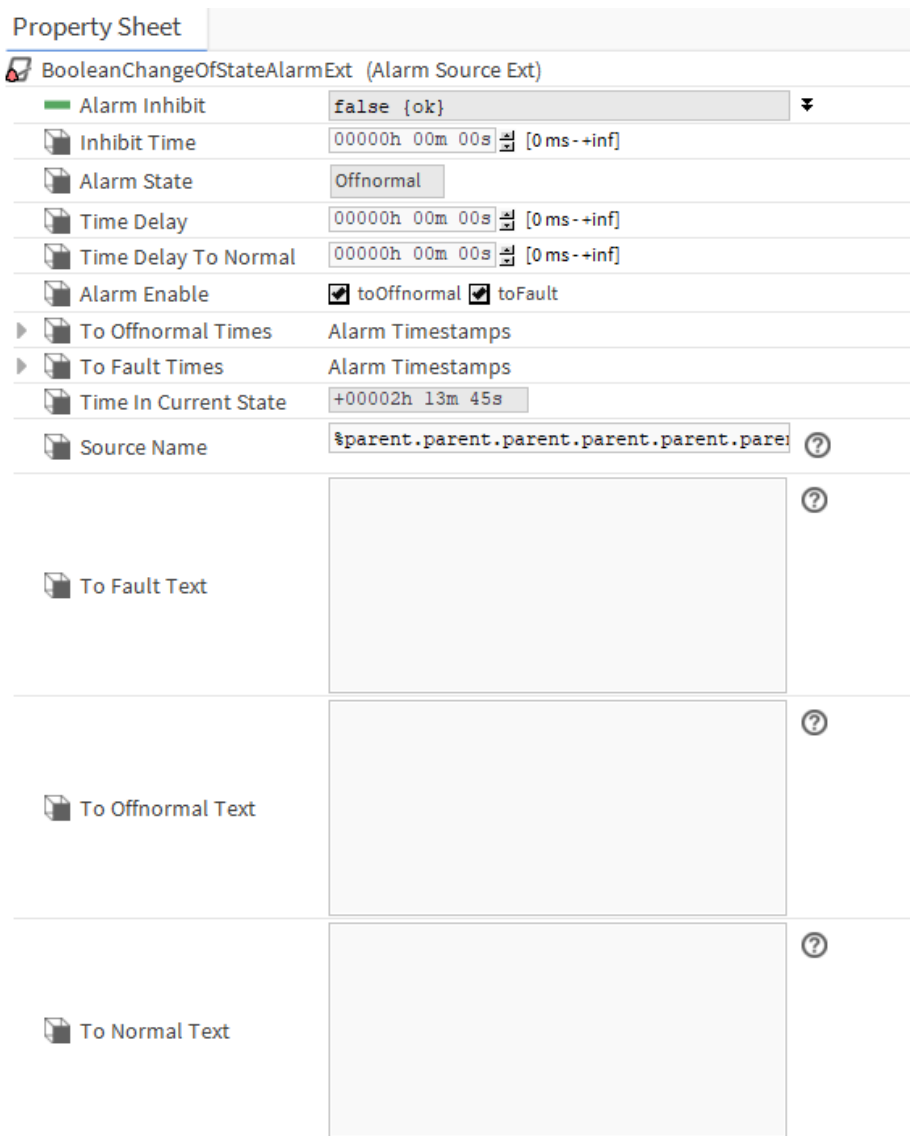 Property Sheet
BooleanChangeOfStateAlarmExt (Alarm Source Ext)
Alarm Inhibit false {ok}
Inhibit Time 00000h 00m 00s [0 ms - +inf]
Alarm State Offnormal
Time Delay 00000h 00m 00s [0 ms - +inf]
Time Delay To Normal 00000h 00m 00s [0 ms - +inf]
Alarm Enable toOffnormal toFault
To Offnormal Times Alarm Timestamps
To Fault Times Alarm Timestamps
Time In Current State +00002h 13m 45s
Source Name %parent.parent.parent.parent.parent.parer
To Fault Text
To Offnormal Text
To Normal Text